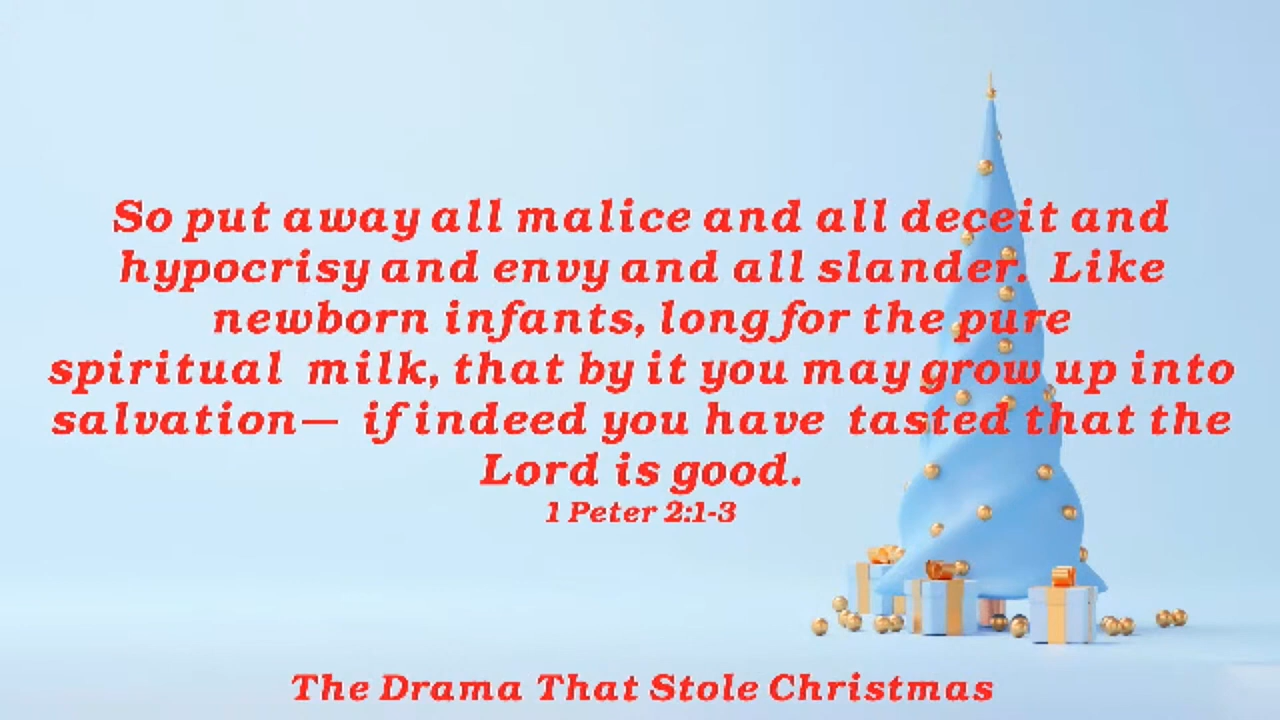 So put away all malice and all deceit and
hypocrisy and envy and all slander. Like
newborn infants, long for the pure
spiritual milk, that by it you may grow up into
salvation— if indeed you have tasted that the
Lord is good.
1 Peter 2:1-3
The Drama That Stole Christmas